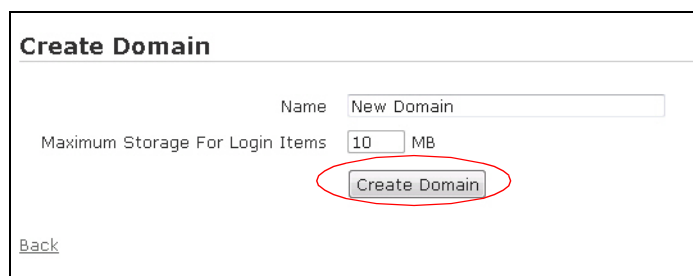 Create Domain
Name New Domain
Maximum Storage For Login Items 10 MB
Create Domain
Back